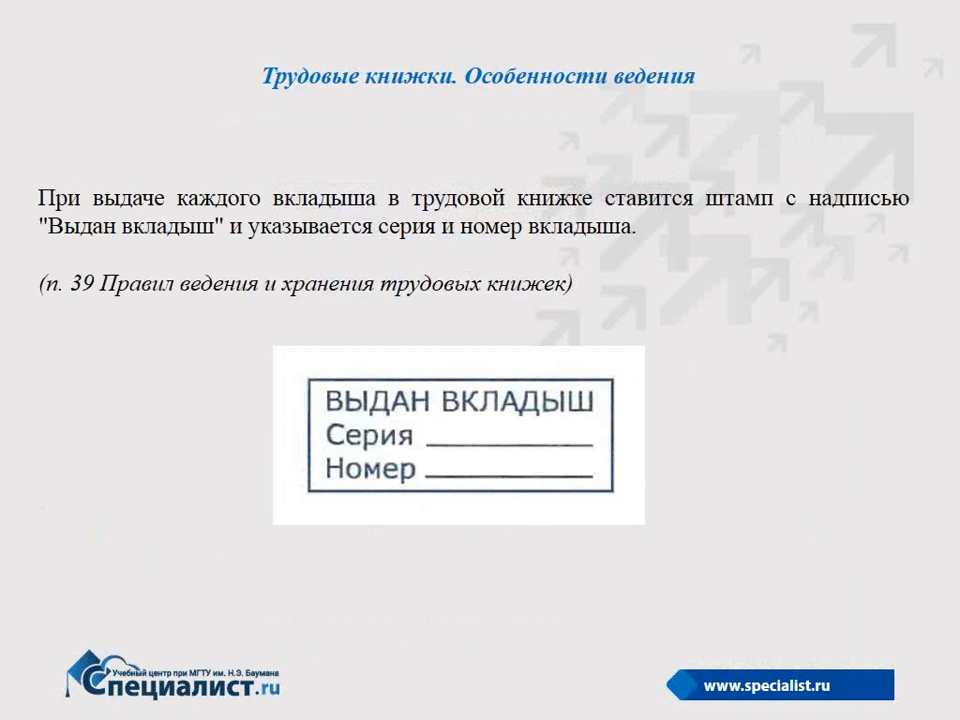 Трудовые книжки. Особенности ведения
При выдаче каждого вкладыша в трудовой книжке ставится штамп с надписью
"Выдан вкладыш" и указывается серия и номер вкладыша.
(п. 39 Правил ведения и хранения трудовых книжек)
ВЫДАН ВКЛАДЫШ
Серия
Номер
Учебный центр при МГТУ им. Н.Э. Баумана
Специалист.ru
www.specialist.ru